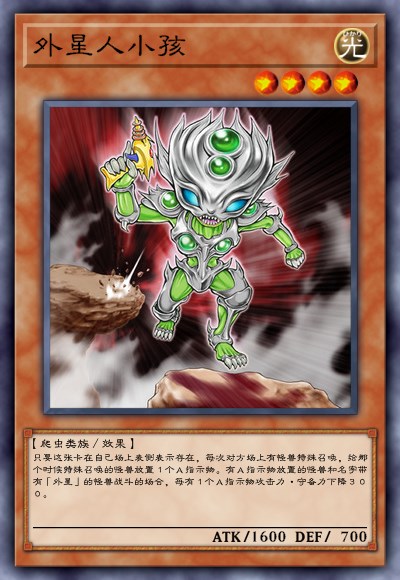 外星人小孩
ひかり
光
【爬虫类族／效果】
只要这张卡在自己场上表侧表示存在，每次对方场上有怪兽特殊召唤，给那
个时候特殊召唤的怪兽放置１个Ａ指示物。有Ａ指示物放置的怪兽和名字带
有「外星」的怪兽战斗的场合，每有１个Ａ指示物攻击力・守备力下降３０
０。
ATK/1600 DEF/ 700